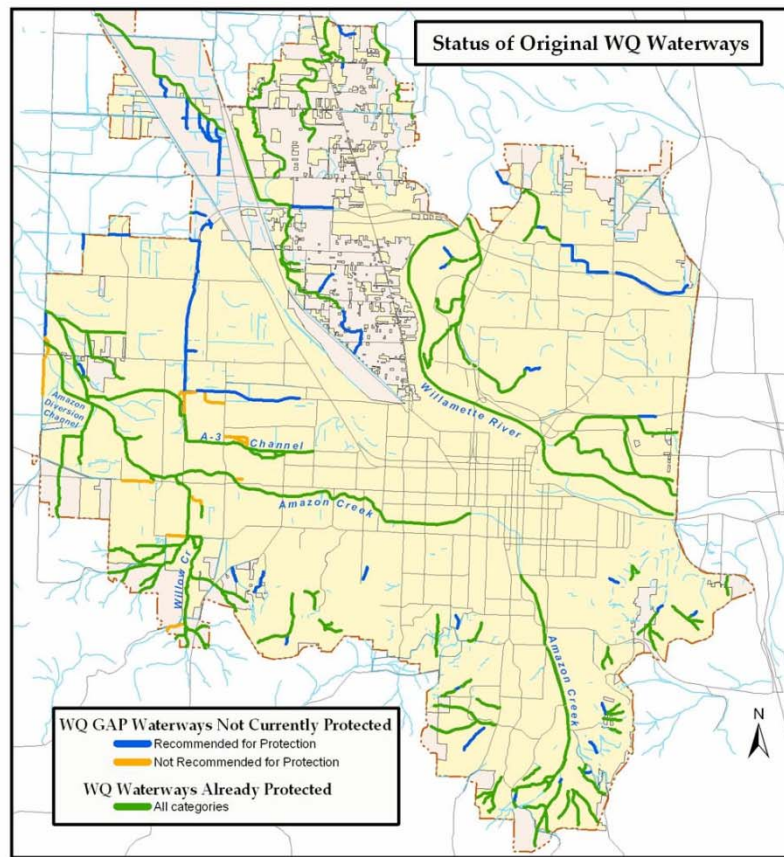 Status of Original WQ Waterways
Willamette River
Amazon
Diversion
Channel
A-3 Channel
Amazon Creek
Willow Cr
Amazon Creek
N
WQ GAP Waterways Not Currently Protected
Recommended for Protection
Not Recommended for Protection
WQ Waterways Already Protected
All categories